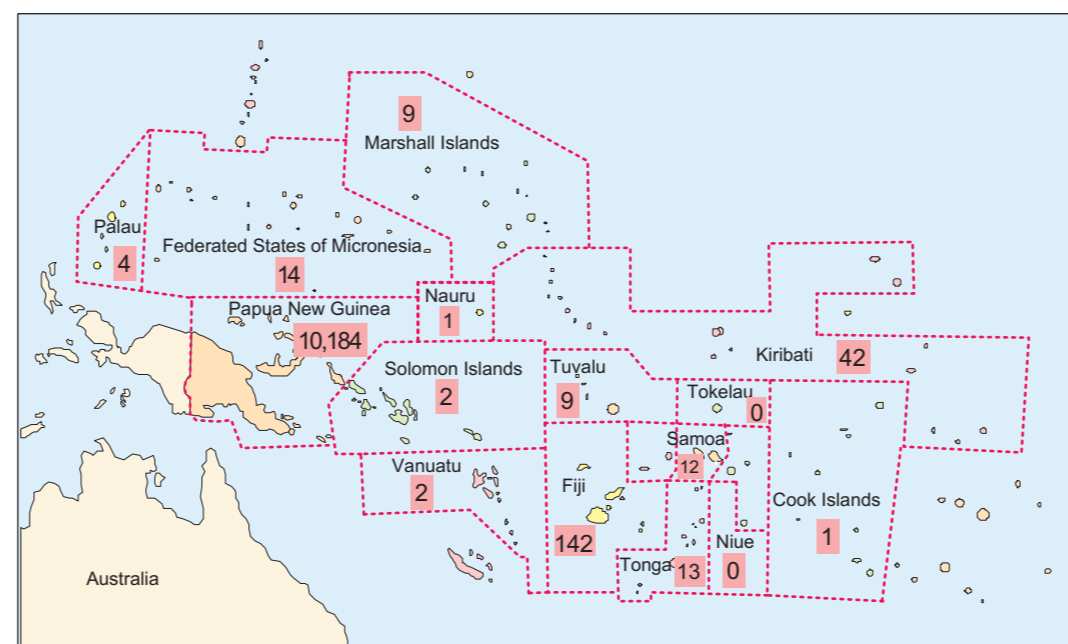 9
Marshall Islands
Palau
4
Federated States of Micronesia
14
Nauru
1
Papua New Guinea
10,184
Kiribati 42
Solomon Islands
2
Tuvalu
9
Tokelau
0
Samoa
12
Vanuatu
2
Fiji
142
Cook Islands
1
Niue
0
Tonga
13
Australia